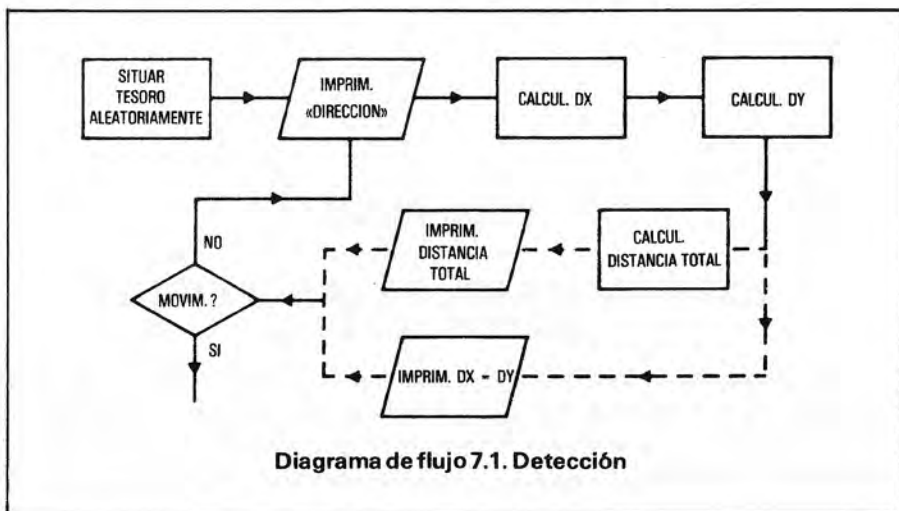 SITUAR
TESORO
ALEATORIAMENTE
IMPRIM.
«DIRECCION»
CALCUL. DX
CALCUL. DY
IMPRIM.
DISTANCIA
TOTAL
CALCUL.
DISTANCIA TOTAL
NO
MOVIM. ?
SI
IMPRIM. DX - DY
Diagrama de flujo 7.1. Detección